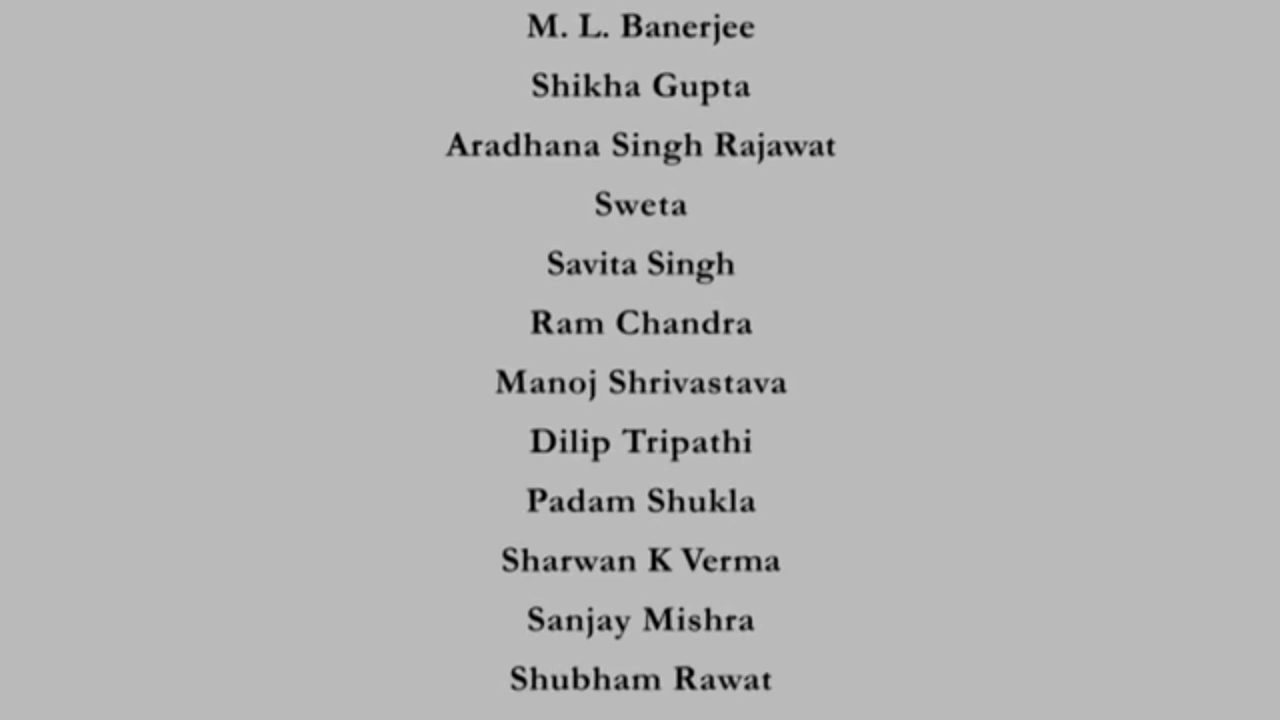 M. L. Banerjee
Shikha Gupta
Aradhana Singh Rajawat
Sweta
Savita Singh
Ram Chandra
Manoj Shrivastava
Dilip Tripathi
Padam Shukla
Sharwan K Verma
Sanjay Mishra
Shubham Rawat